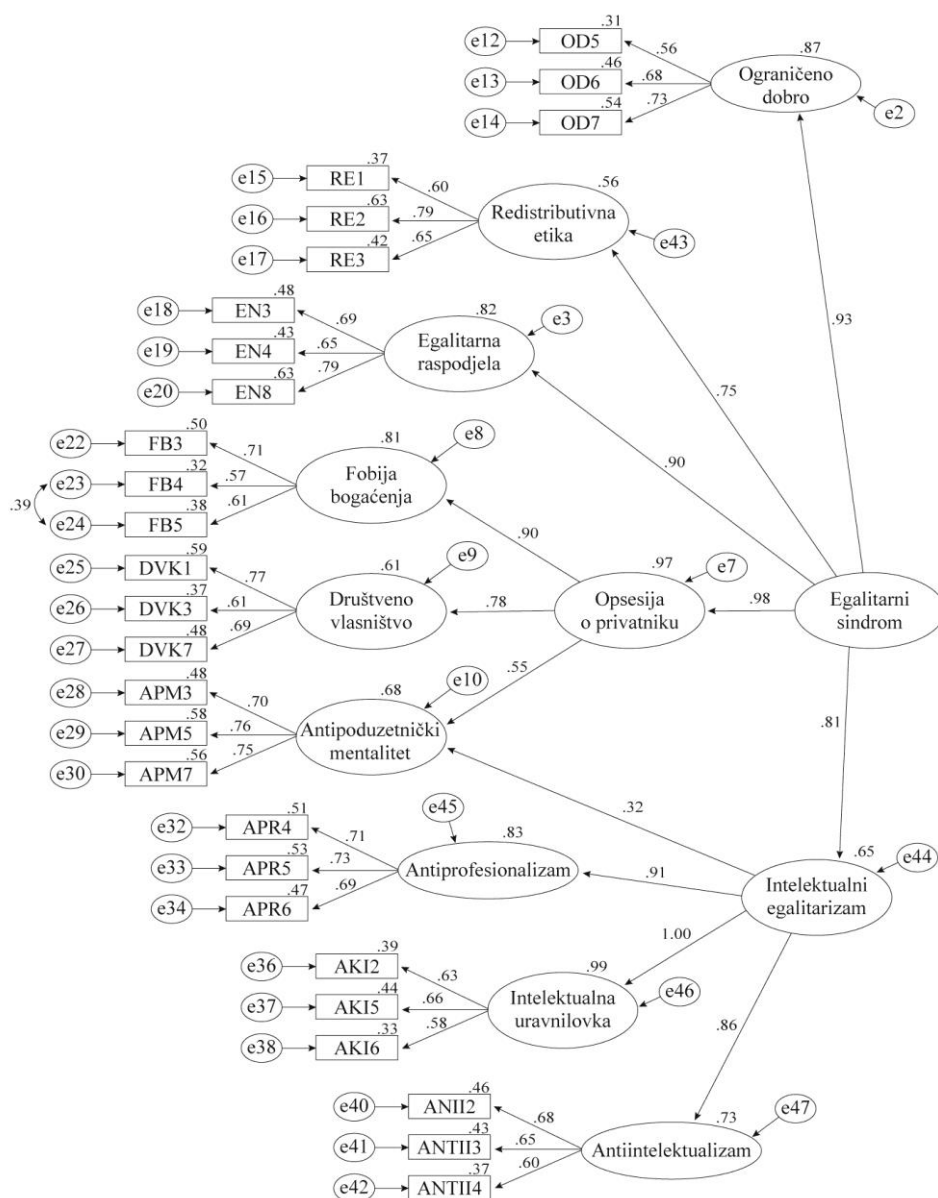 .31
e12
OD5
.56
.87
.46
e13
OD6
.68
Ograničeno
dobro
.54
e14
OD7
.73
e2
.37
e15
RE1
.60
.56
.63
e16
RE2
.79
Redistributivna
etika
.42
e17
RE3
.65
e43
.48
e18
EN3
.69
.82
e3
.43
e19
EN4
.65
Egalitarna
raspodjela
.63
e20
EN8
.79
.93
.75
.90
.50
e22
FB3
.71
.81
e8
.32
e23
FB4
.57
Fobija
bogaćenja
.39
.38
e24
FB5
.61
.90
.59
e25
DVK1
.77
.61
e9
.37
e26
DVK3
.61
Društveno
vlasništvo
.78
.48
e27
DVK7
.69
.97
e7
Opsesija
o privatniku
.98
Egalitarni
sindrom
.48
e28
APM3
.70
.68
e10
.55
.58
e29
APM5
.76
Antipoduzetnički
mentalitet
.56
e30
APM7
.75
.81
.32
.51
e32
APR4
.71
e45
.83
.53
e33
APR5
.73
Antiprofesionalizam
.91
.47
e34
APR6
.69
.65
e44
Intelektualni
egalitarizam
1.00
.39
e36
AKI2
.63
.99
.44
e37
AKI5
.66
Intelektualna
uravnilovka
e46
.33
e38
AKI6
.58
.86
.46
e40
ANII2
.68
.73
e47
.43
e41
ANTII3
.65
Antiintelektualizam
.37
e42
ANTII4
.60